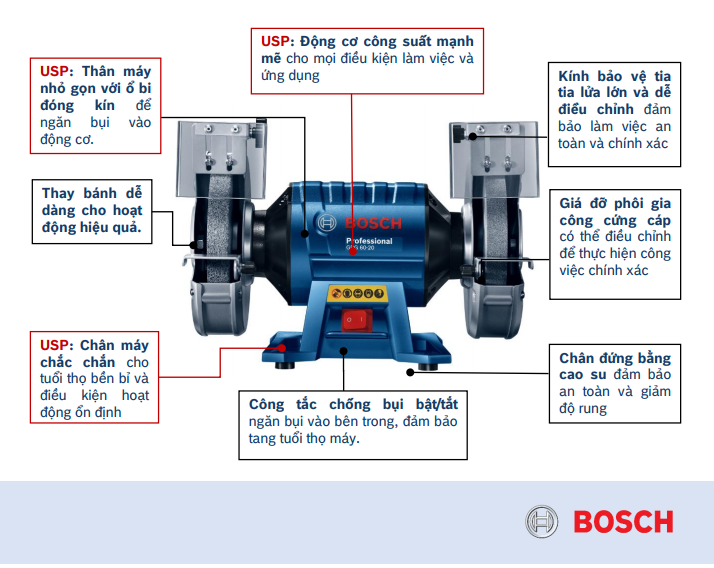 USP: Động cơ công suất mạnh
mẽ cho mọi điều kiện làm việc và
ứng dụng
USP: Thân máy
nhỏ gọn với ổ bi
đóng kín để
ngăn bụi vào
động cơ.
Kính bảo vệ tia
tia lửa lớn và dễ
điều chỉnh đảm
bảo làm việc an
toàn và chính xác
Thay bánh dễ
dàng cho hoạt
động hiệu quả.
Giá đỡ phôi gia
công cứng cáp
có thể điều chỉnh
để thực hiện công
việc chính xác
BOSCH
Professional
GBG 60-20
USP: Chân máy
chắc chắn cho
tuổi thọ bền bỉ và
điều kiện hoạt
động ổn định
Chân đứng bằng
cao su đảm bảo
an toàn và giảm
độ rung
Công tắc chống bụi bật/tắt
ngăn bụi vào bên trong, đảm bảo
tang tuổi thọ máy.
BOSCH